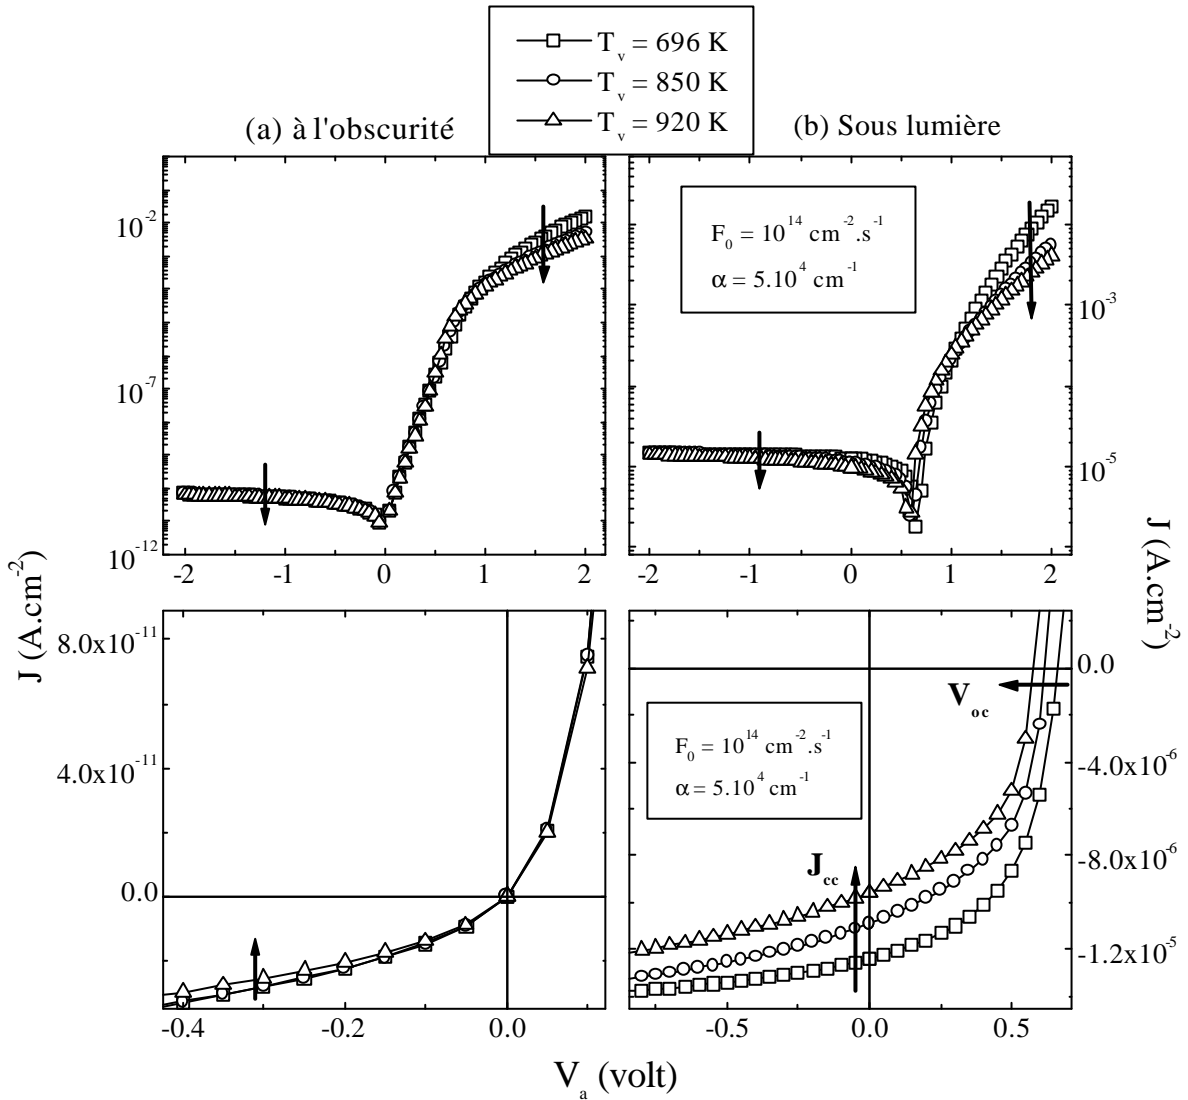 T_v = 696 K
T_v = 850 K
T_v = 920 K
(a) à l'obscurité
(b) Sous lumière
10^-2
10^-7
10^-12
-2 -1 0 1 2
F_0 = 10^14 cm^-2.s^-1
α = 5.10^4 cm^-1
10^-3
10^-5
-2 -1 0 1 2
J (A.cm^-2)
J (A.cm^-2)
8.0x10^-11
4.0x10^-11
0.0
-0.4 -0.2 0.0
V_oc
F_0 = 10^14 cm^-2.s^-1
α = 5.10^4 cm^-1
J_cc
0.0
-4.0x10^-6
-8.0x10^-6
-1.2x10^-5
-0.5 0.0 0.5
V_a (volt)